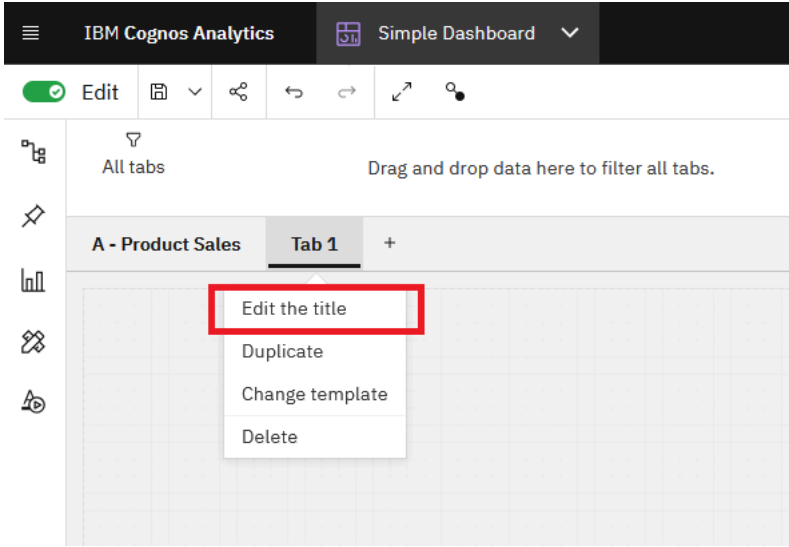 IBM Cognos Analytics
Simple Dashboard
Edit
All tabs
Drag and drop data here to filter all tabs.
A - Product Sales
Tab 1
+
Edit the title
Duplicate
Change template
Delete